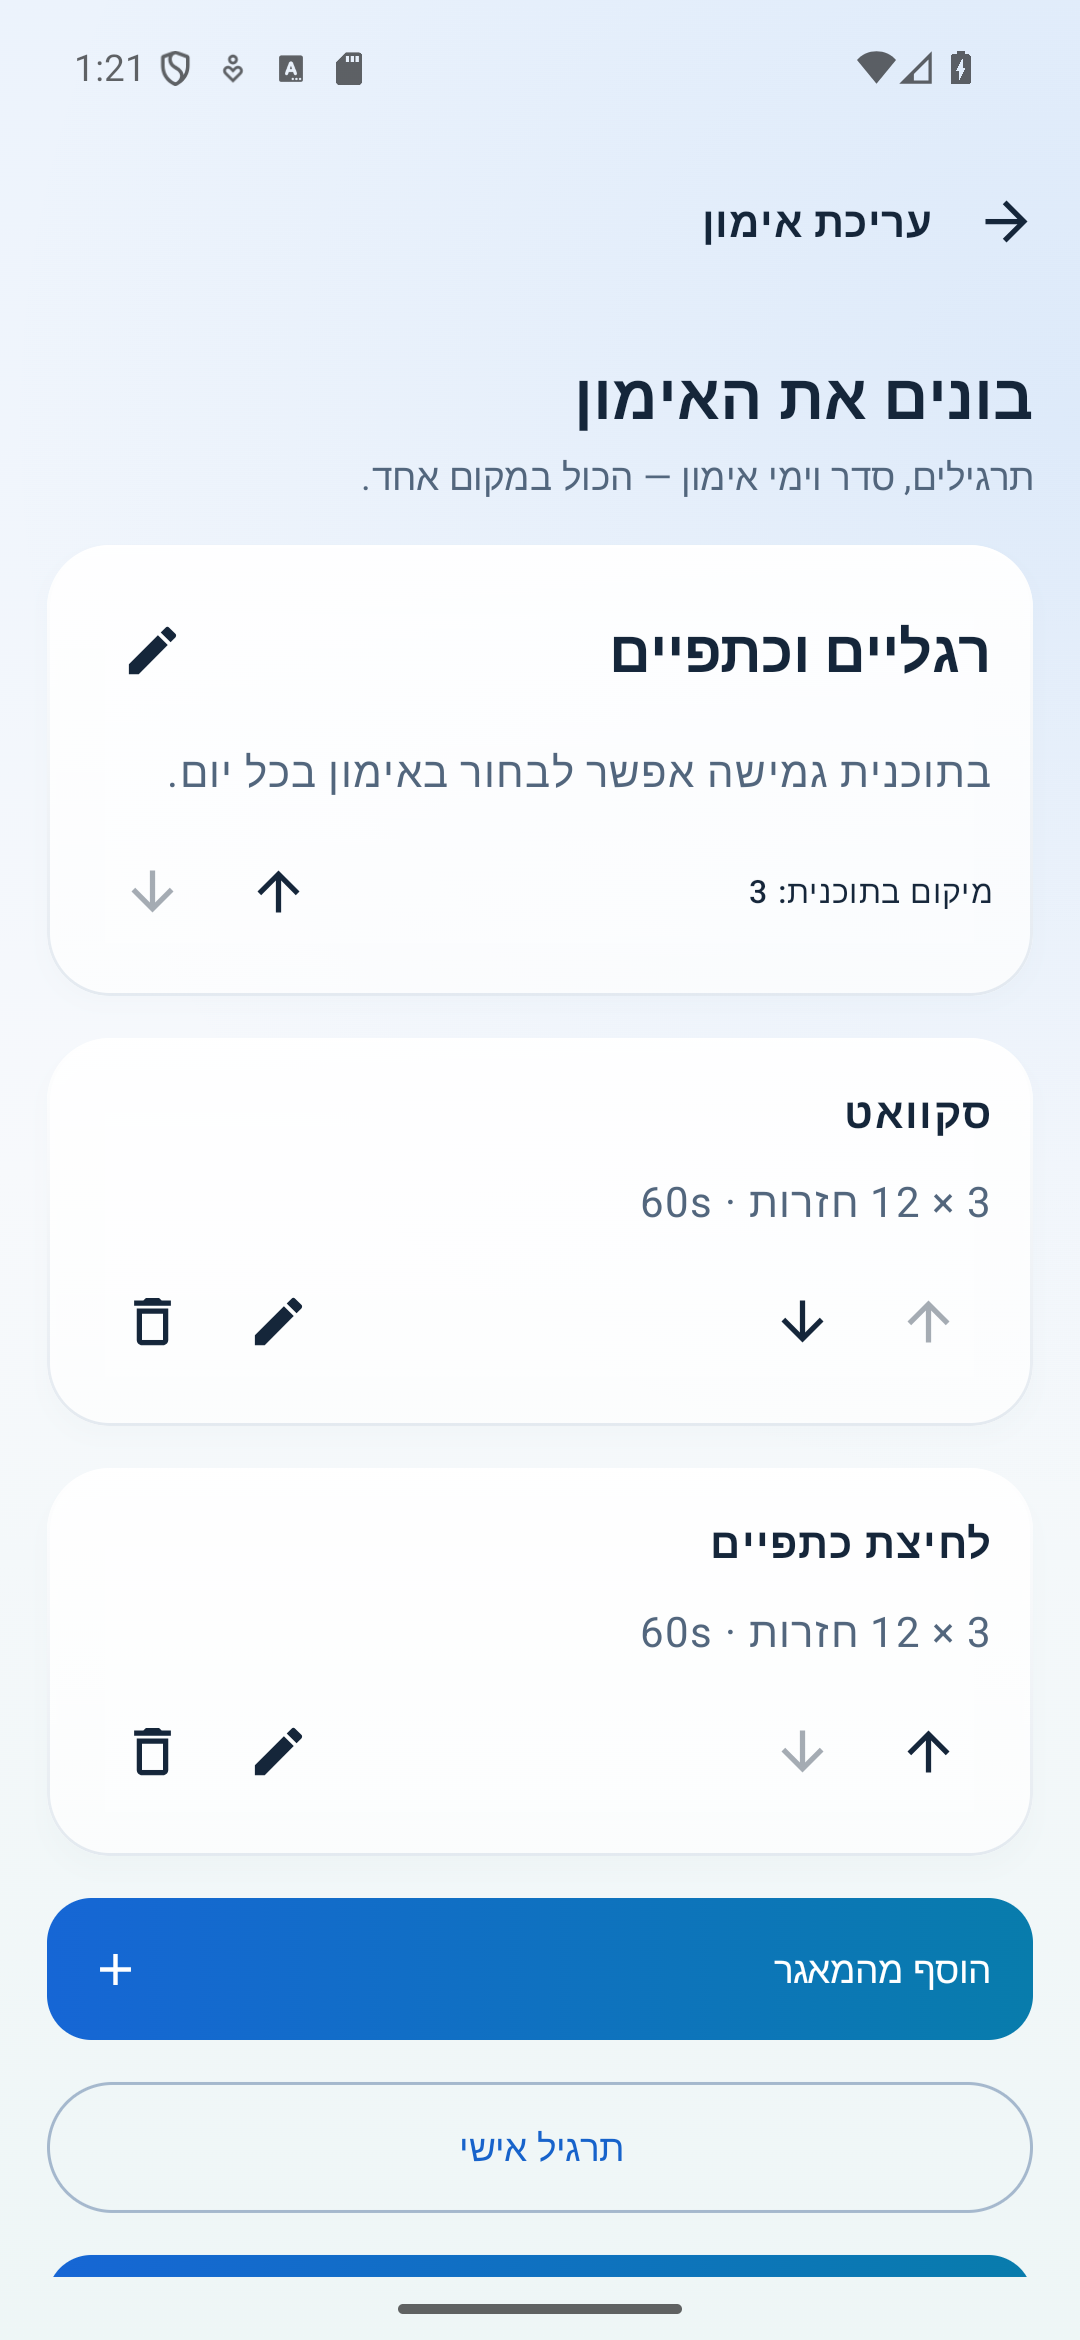 1:21
עריכת אימון
בונים את האימון
תרגילים, סדר וימי אימון — הכול במקום אחד.
רגליים וכתפיים
בתוכנית גמישה אפשר לבחור באימון בכל יום.
מיקום בתוכנית: 3
סקוואט
3 × 12 חזרות · 60s
לחיצת כתפיים
3 × 12 חזרות · 60s
הוסף מהמאגר
תרגיל אישי